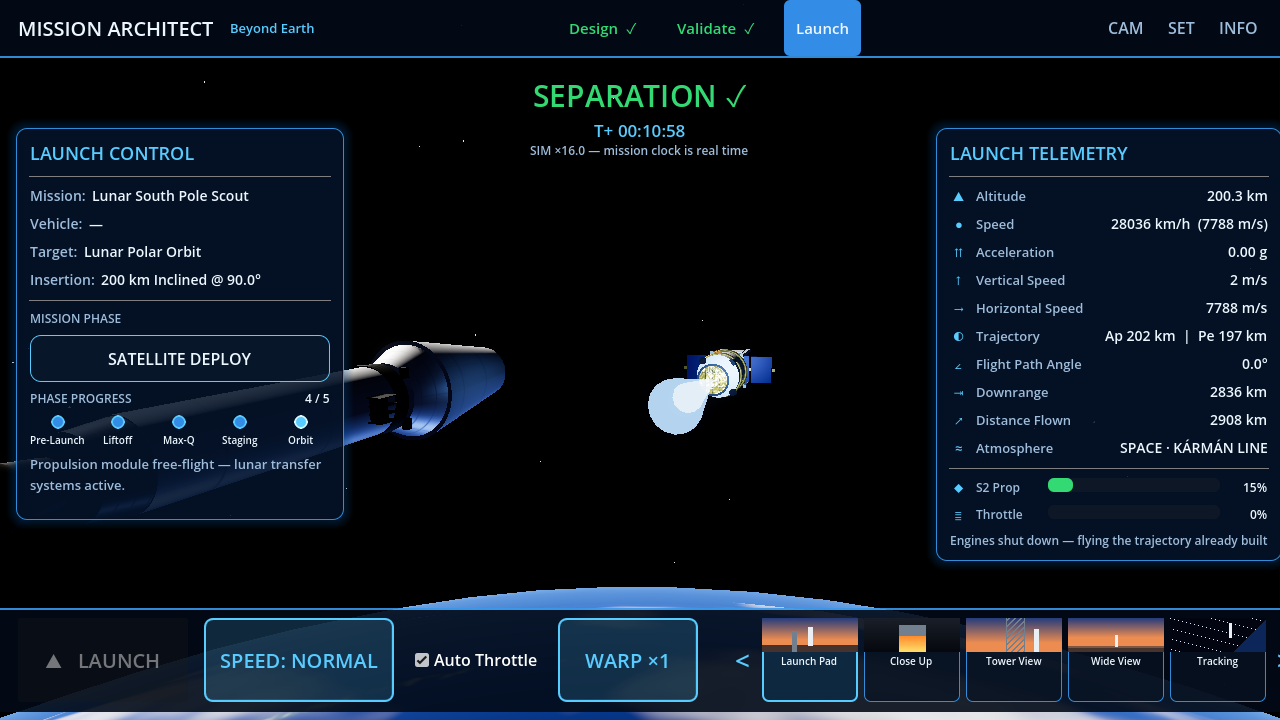 MISSION ARCHITECT
Beyond Earth
Design ✓
Validate ✓
Launch
CAM
SET
INFO
SEPARATION ✓
T+ 00:10:58
SIM ×16.0 — mission clock is real time
LAUNCH CONTROL
Mission: Lunar South Pole Scout
Vehicle: —
Target: Lunar Polar Orbit
Insertion: 200 km Inclined @ 90.0°
MISSION PHASE
SATELLITE DEPLOY
PHASE PROGRESS 4 / 5
Pre-Launch Liftoff Max-Q Staging Orbit
Propulsion module free-flight — lunar transfer
systems active.
LAUNCH TELEMETRY
Altitude 200.3 km
Speed 28036 km/h (7788 m/s)
Acceleration 0.00 g
Vertical Speed 2 m/s
Horizontal Speed 7788 m/s
Trajectory Ap 202 km | Pe 197 km
Flight Path Angle 0.0°
Downrange 2836 km
Distance Flown 2908 km
Atmosphere SPACE · KÁRMÁN LINE
S2 Prop 15%
Throttle 0%
Engines shut down — flying the trajectory already built
▲ LAUNCH
SPEED: NORMAL
Auto Throttle
WARP ×1
<
Launch Pad
Close Up
Tower View
Wide View
Tracking